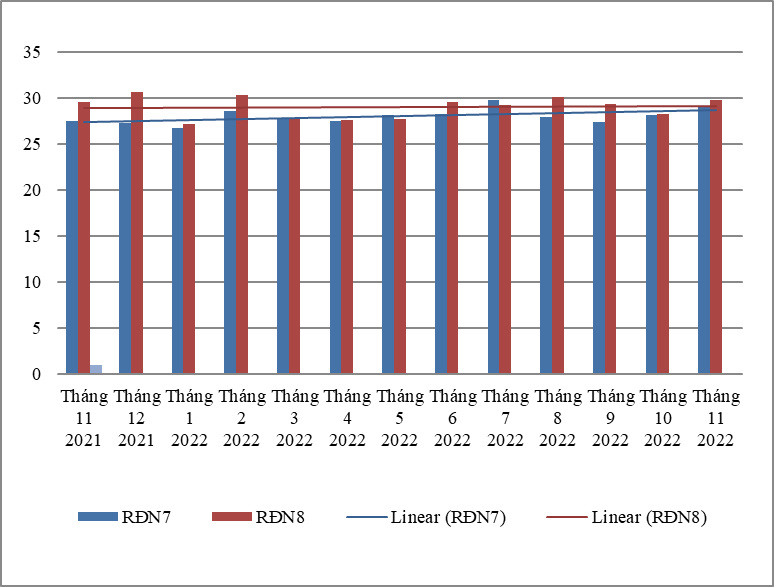 35
30
25
20
15
10
5
0
Tháng Tháng Tháng Tháng Tháng Tháng Tháng Tháng Tháng Tháng Tháng Tháng Tháng
11 12 1 2 3 4 5 6 7 8 9 10 11
2021 2021 2022 2022 2022 2022 2022 2022 2022 2022 2022 2022 2022
RĐN7 RĐN8 Linear (RĐN7) Linear (RĐN8)